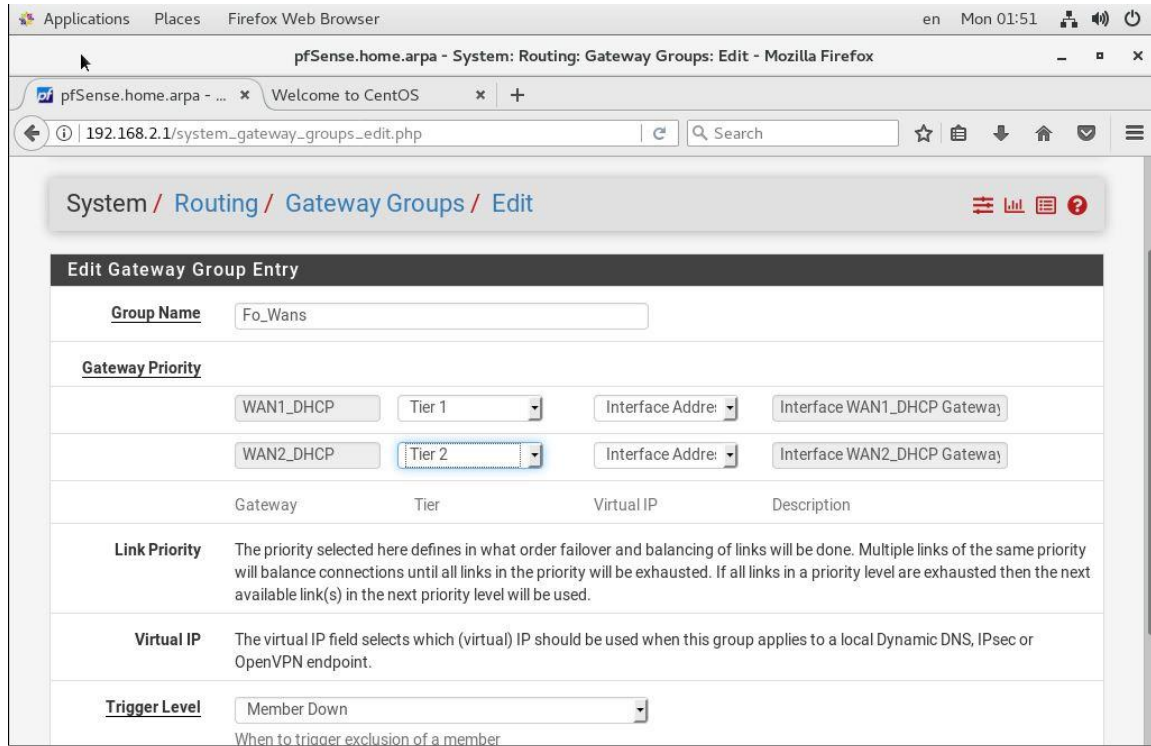 Applications Places Firefox Web Browser en Mon 01:51
pfSense.home.arpa - System: Routing: Gateway Groups: Edit - Mozilla Firefox
pfSense.home.arpa - ... Welcome to CentOS
192.168.2.1/system_gateway_groups_edit.php Search
System / Routing / Gateway Groups / Edit
Edit Gateway Group Entry
Group Name Fo_Wans
Gateway Priority
WAN1_DHCP Tier 1 Interface Addre Interface WAN1_DHCP Gateway
WAN2_DHCP Tier 2 Interface Addre Interface WAN2_DHCP Gateway
Gateway Tier Virtual IP Description
Link Priority The priority selected here defines in what order failover and balancing of links will be done. Multiple links of the same priority
will balance connections until all links in the priority will be exhausted. If all links in a priority level are exhausted then the next
available link(s) in the next priority level will be used.
Virtual IP The virtual IP field selects which (virtual) IP should be used when this group applies to a local Dynamic DNS, IPsec or
OpenVPN endpoint.
Trigger Level Member Down
When to trigger exclusion of a member